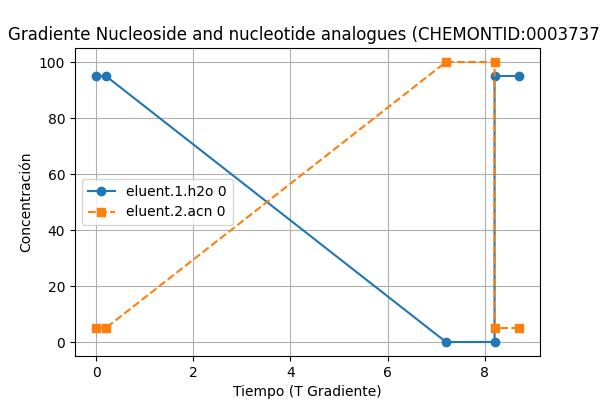 Gradiente Nucleoside and nucleotide analogues (CHEMONTID:0003737
100
80
60
40
20
0
Concentración
eluent.1.h2o 0
eluent.2.acn 0
0 2 4 6 8
Tiempo (T Gradiente)